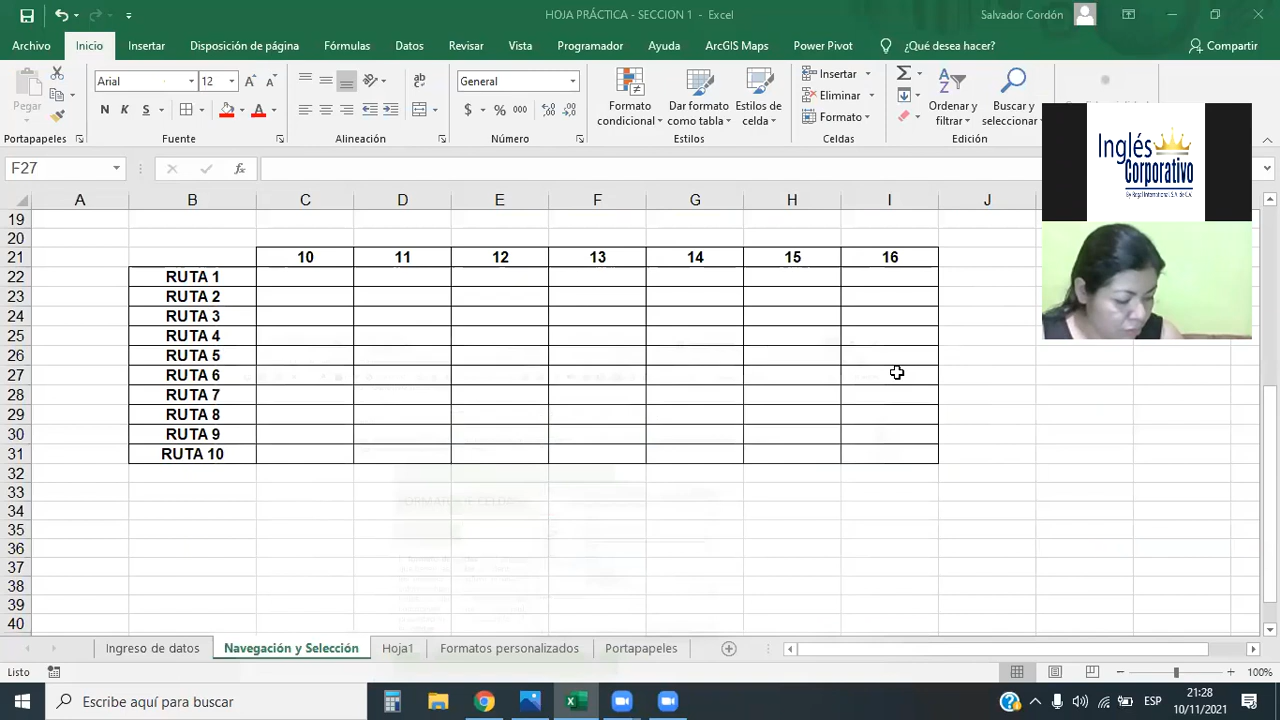 HOJA PRÁCTICA - SECCION 1 - Excel
Salvador Cordón
Archivo Inicio Insertar Disposición de página Fórmulas Datos Revisar Vista Programador Ayuda ArcGIS Maps Power Pivot ¿Qué desea hacer? Compartir
Pegar
Portapapeles
Arial 12
N K S
Fuente
ab
Alineación
General
$ % 000
Número
Formato condicional
Dar formato como tabla
Estilos de celda
Estilos
Insertar
Eliminar
Formato
Celdas
Ordenar y filtrar
Buscar y seleccionar
Edición
Inglés
Corporativo
By Regal International, S.A. de C.V.
F27 fx
A B C D E F G H I J
19
20
21 10 11 12 13 14 15 16
22 RUTA 1
23 RUTA 2
24 RUTA 3
25 RUTA 4
26 RUTA 5
27 RUTA 6
28 RUTA 7
29 RUTA 8
30 RUTA 9
31 RUTA 10
32
33
34
35
36
37
38
39
40
Ingreso de datos Navegación y Selección Hoja1 Formatos personalizados Portapapeles
Listo 100%
Escribe aquí para buscar ESP 21:28
10/11/2021